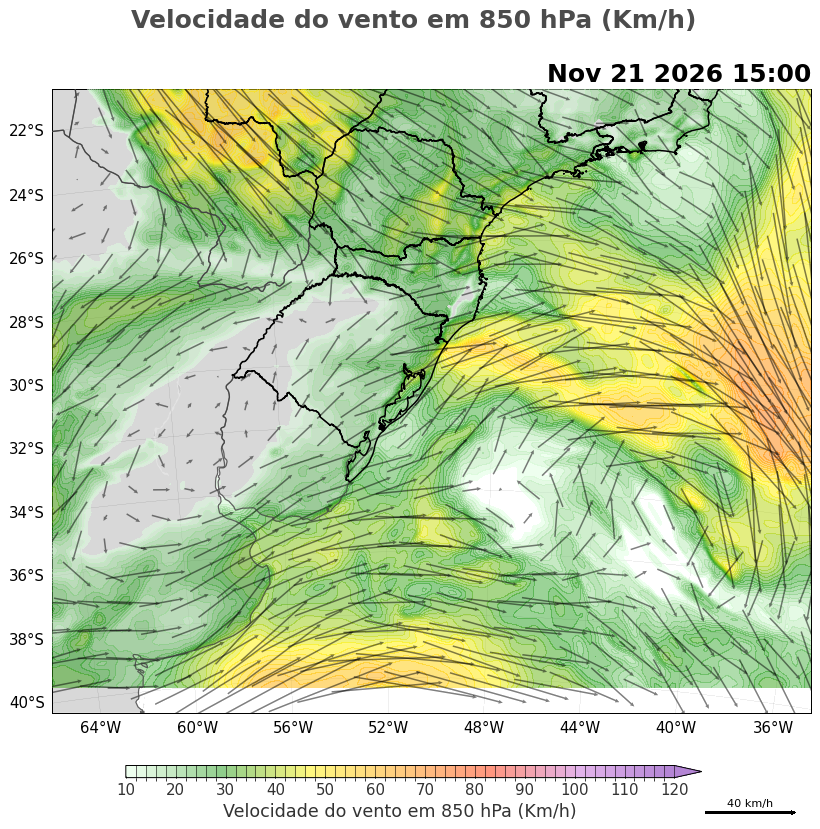 Velocidade do vento em 850 hPa (Km/h)
Nov 21 2026 15:00
22°S
24°S
26°S
28°S
30°S
32°S
34°S
36°S
38°S
40°S
64°W 60°W 56°W 52°W 48°W 44°W 40°W 36°W
10 20 30 40 50 60 70 80 90 100 110 120
Velocidade do vento em 850 hPa (Km/h)
40 km/h